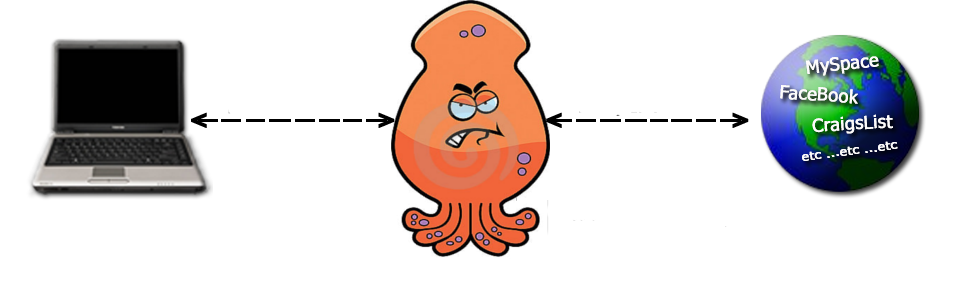 MySpace
FaceBook
CraigsList
etc ...etc ...etc